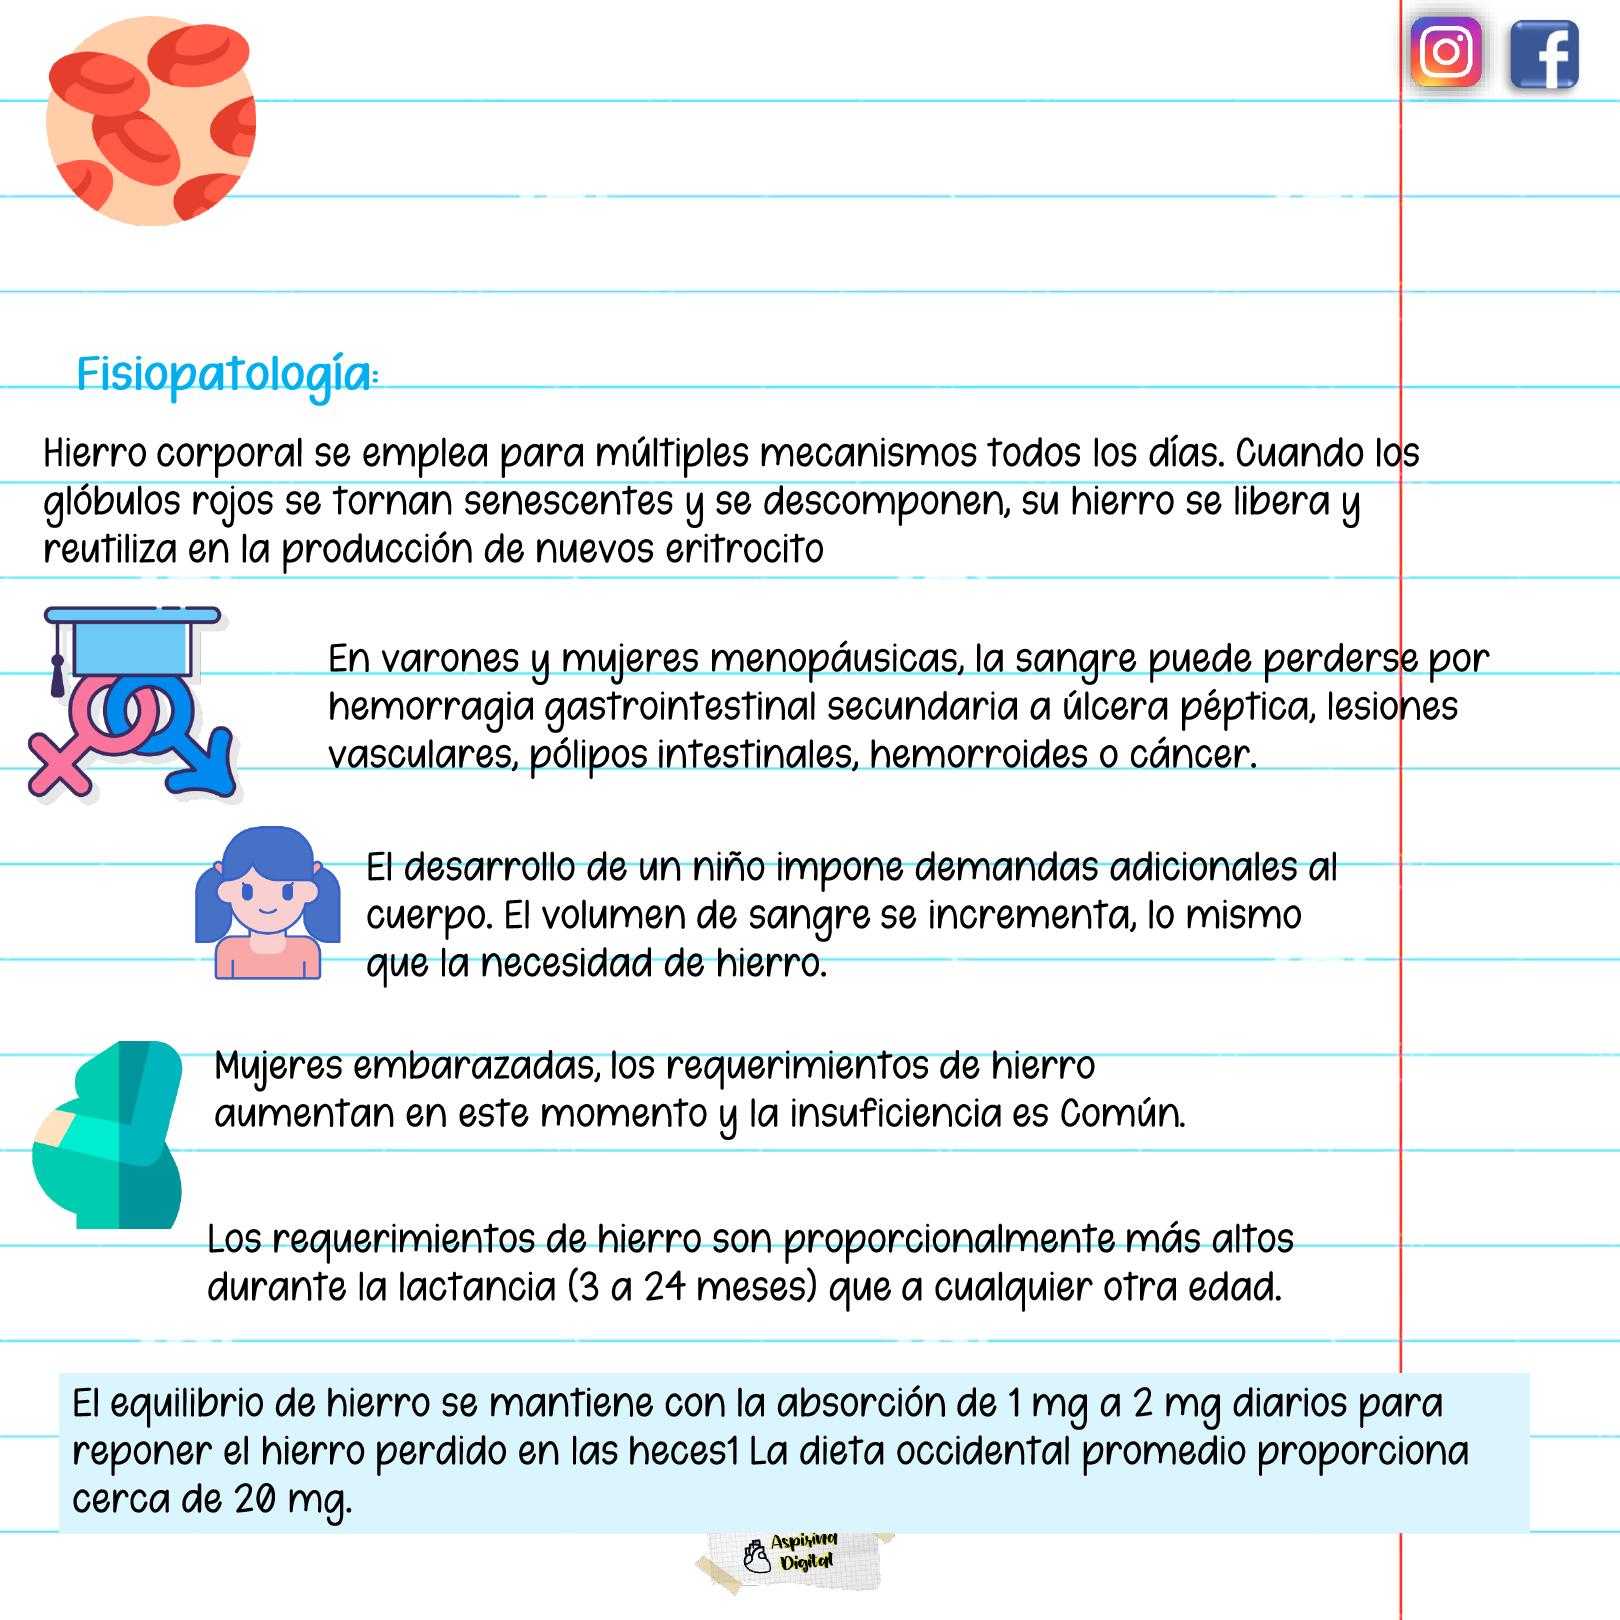 Fisiopatología:
Hierro corporal se emplea para múltiples mecanismos todos los días. Cuando los
glóbulos rojos se tornan senescentes y se descomponen, su hierro se libera y
reutiliza en la producción de nuevos eritrocito
En varones y mujeres menopáusicas, la sangre puede perderse por
hemorragia gastrointestinal secundaria a úlcera péptica, lesiones
vasculares, pólipos intestinales, hemorroides o cáncer.
El desarrollo de un niño impone demandas adicionales al
cuerpo. El volumen de sangre se incrementa, lo mismo
que la necesidad de hierro.
Mujeres embarazadas, los requerimientos de hierro
aumentan en este momento y la insuficiencia es Común.
Los requerimientos de hierro son proporcionalmente más altos
durante la lactancia (3 a 24 meses) que a cualquier otra edad.
El equilibrio de hierro se mantiene con la absorción de 1 mg a 2 mg diarios para
reponer el hierro perdido en las heces1 La dieta occidental promedio proporciona
cerca de 20 mg.
Aspirina
Digital